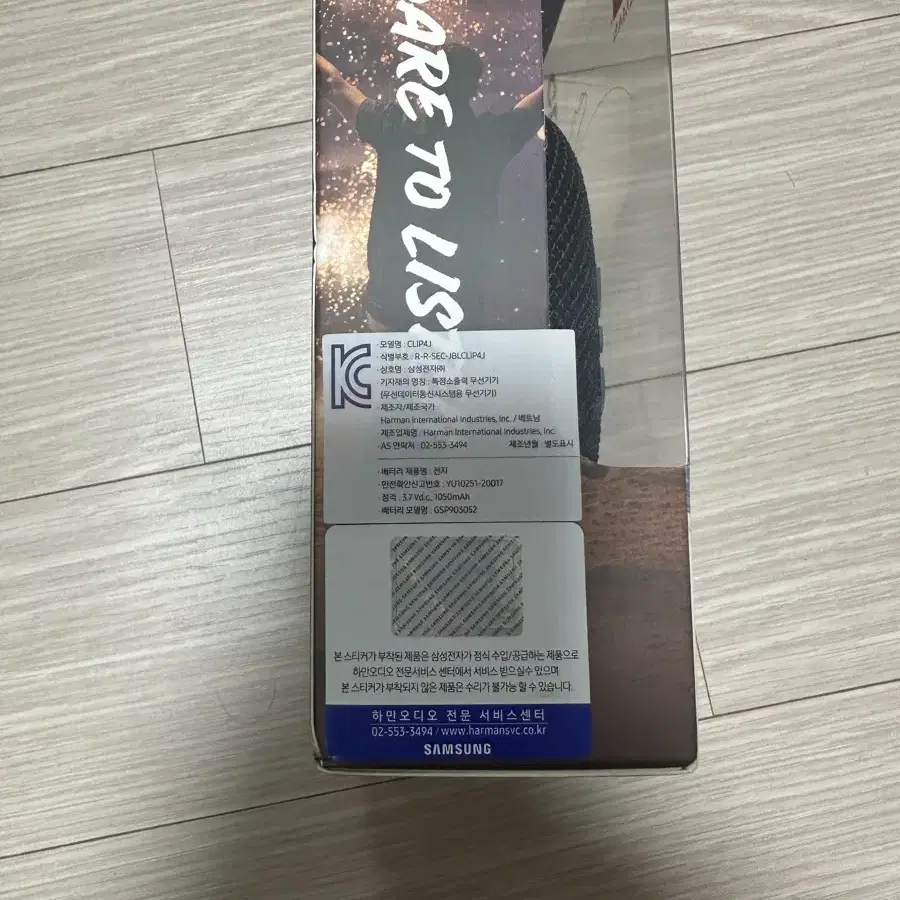 DARE TO LIS
KC
· 모델명 : CLIP4J
· 식별부호 : R-R-SEC-JBLCLIP4J
· 상호명 : 삼성전자㈜
· 기자재의 명칭 : 특정소출력 무선기기
(무선데이터통신시스템용 무선기기)
· 제조자/제조국가
Harman International Industries, Inc. / 베트남
· 제조업체명 : Harman International Industries, Inc.
· AS 연락처 : 02-553-3494 제조년월 별도표시
· 배터리 제품명 : 전지
· 안전확인신고번호 : YU10251-20017
· 정격 : 3.7 Vd.c, 1050mAh
· 배터리 모델명 : GSP903052
SAMSUNG SAMSUNG SAMSUNG
본 스티커가 부착된 제품은 삼성전자가 정식 수입/공급하는 제품으로
하만오디오 전문서비스 센터에서 서비스 받으실수 있으며
본 스티커가 부착되지 않은 제품은 수리가 불가능 할 수 있습니다.
하만오디오 전문 서비스센터
02-553-3494 / www.harmansvc.co.kr
SAMSUNG